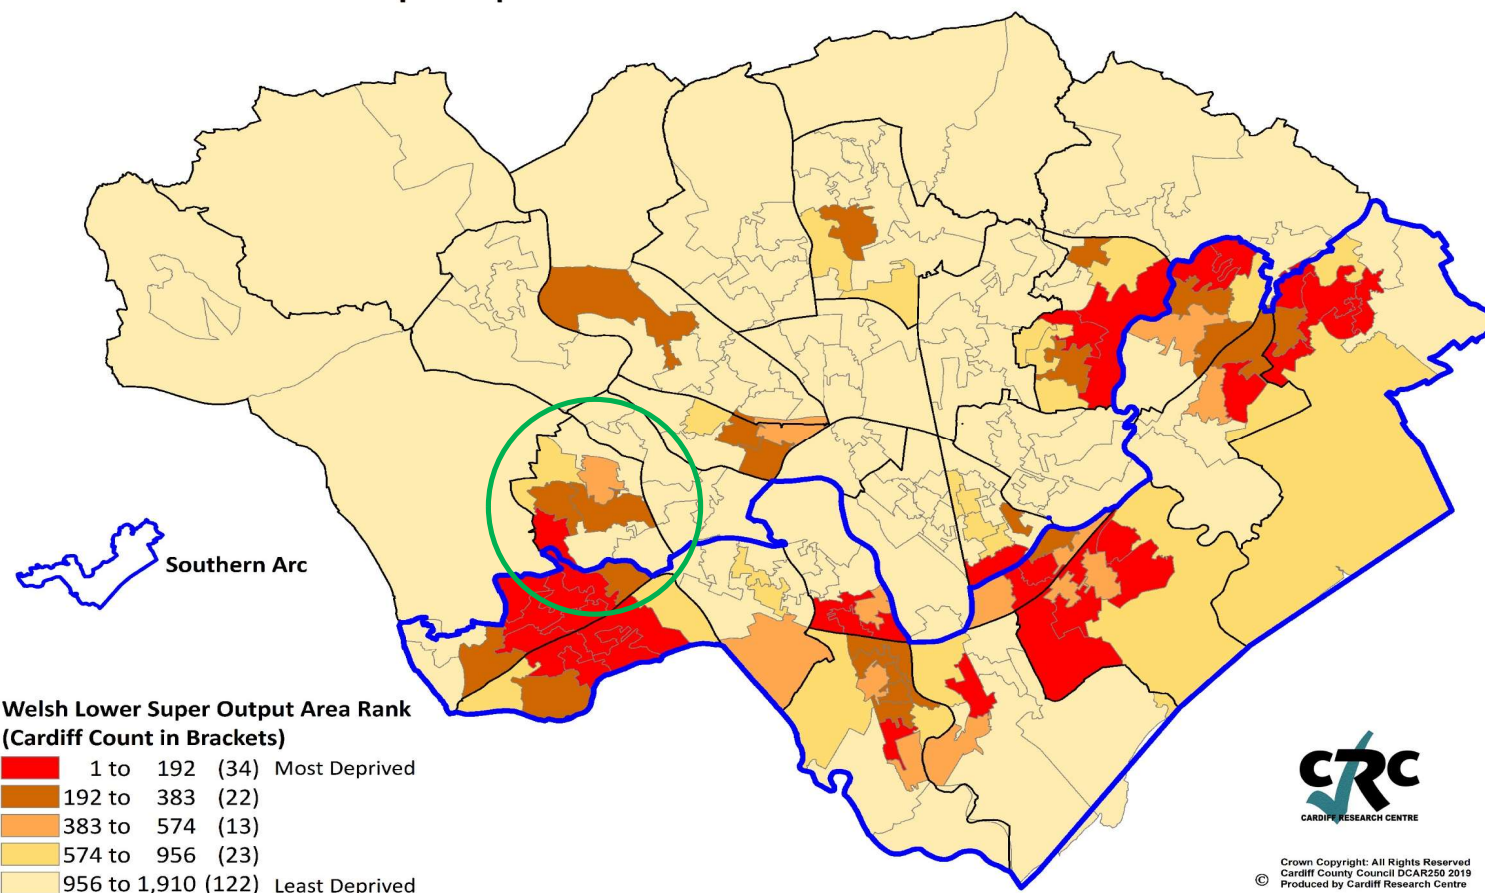 Southern Arc
Welsh Lower Super Output Area Rank
(Cardiff Count in Brackets)
1 to 192 (34) Most Deprived
192 to 383 (22)
383 to 574 (13)
574 to 956 (23)
956 to 1,910 (122) Least Deprived
CRC
CARDIFF RESEARCH CENTRE
Crown Copyright: All Rights Reserved
Cardiff County Council DCAR250 2019
© Produced by Cardiff Research Centre